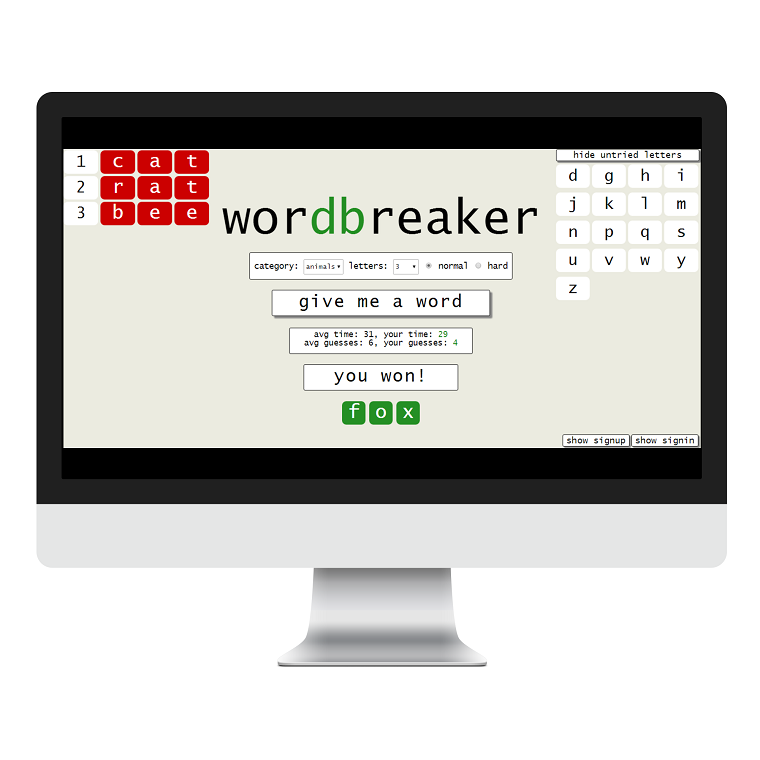 1 c a t
2 r a t
3 b e e
wordbreaker
category: animals letters: 3 normal hard
give me a word
avg time: 31, your time: 29
avg guesses: 6, your guesses: 4
you won!
f o x
hide untried letters
d g h i
j k l m
n p q s
u v w y
z
show signup show signin